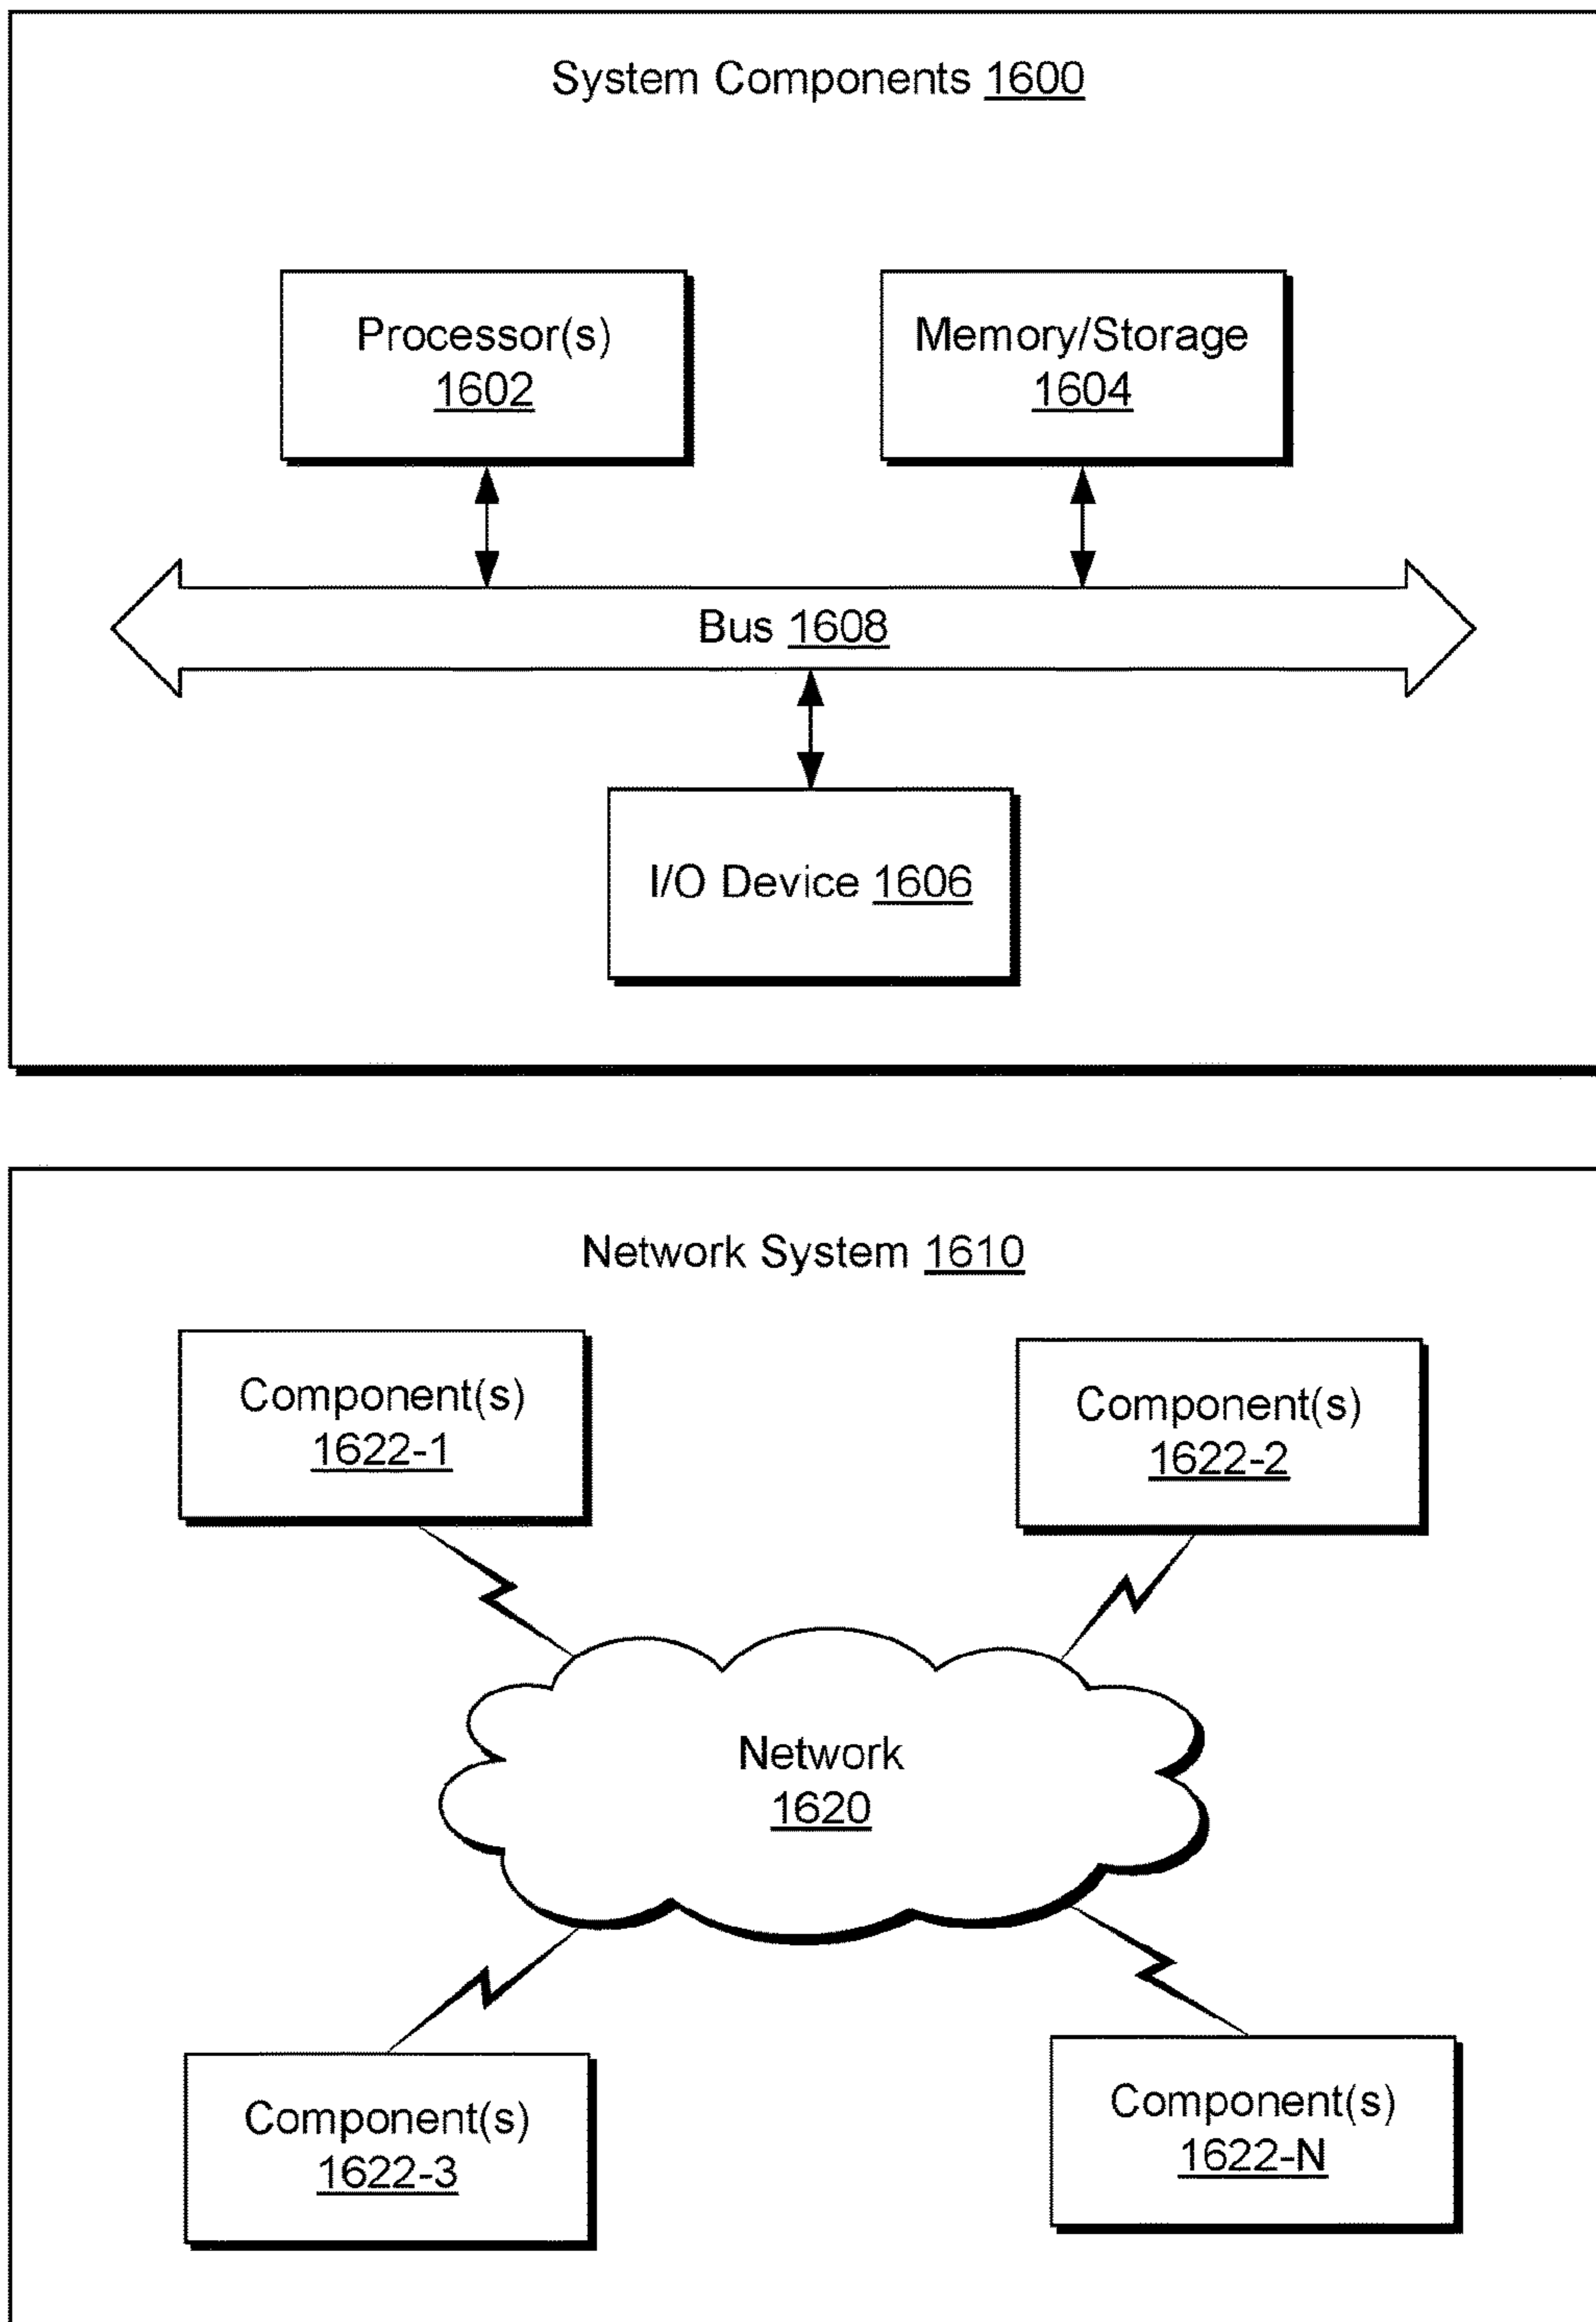 System Components 1600
Processor(s)
1602
Memory/Storage
1604
Bus 1608
I/O Device 1606
Network System 1610
Component(s)
1622-1
Component(s)
1622-2
Network
1620
Component(s)
1622-3
Component(s)
1622-N